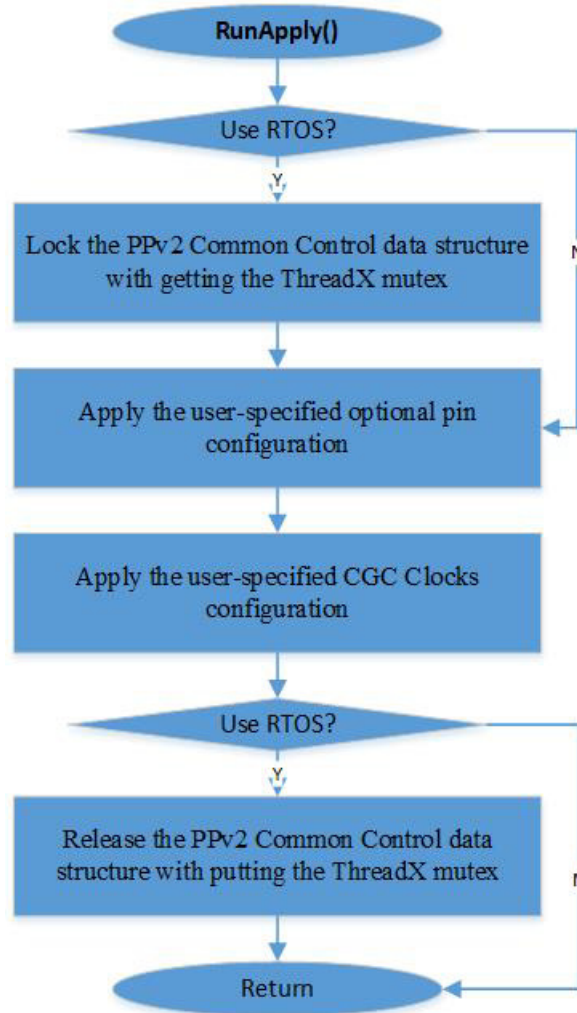 RunApply()
Use RTOS?
Y
N
Lock the PPv2 Common Control data structure
with getting the ThreadX mutex
Apply the user-specified optional pin
configuration
Apply the user-specified CGC Clocks
configuration
Use RTOS?
Y
Release the PPv2 Common Control data
structure with putting the ThreadX mutex
N
Return